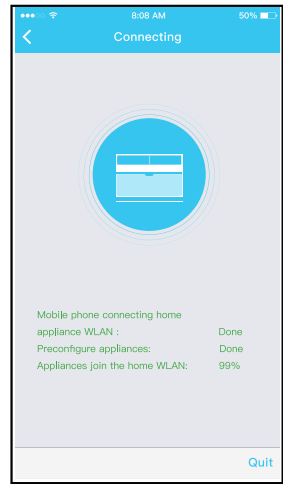 8:08 AM 50%
Connecting
Mobile phone connecting home
appliance WLAN : Done
Preconfigure appliances: Done
Appliances join the home WLAN: 99%
Quit